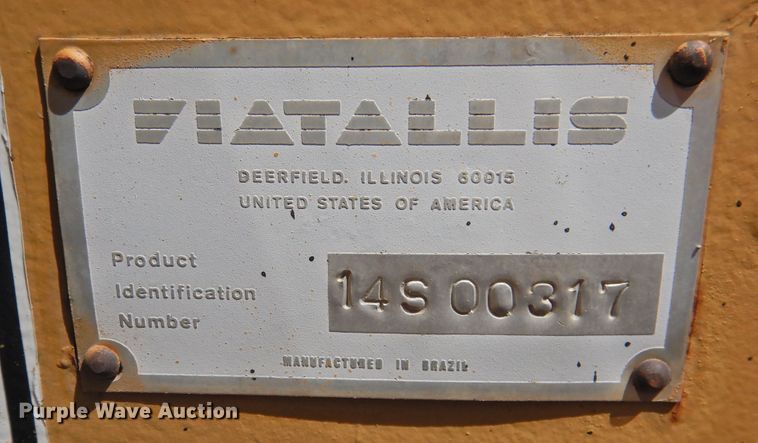 FIATALLIS
DEERFIELD, ILLINOIS 60015
UNITED STATES OF AMERICA
Product
Identification
Number
14S 00317
MANUFACTURED IN BRAZIL
Purple Wave Auction